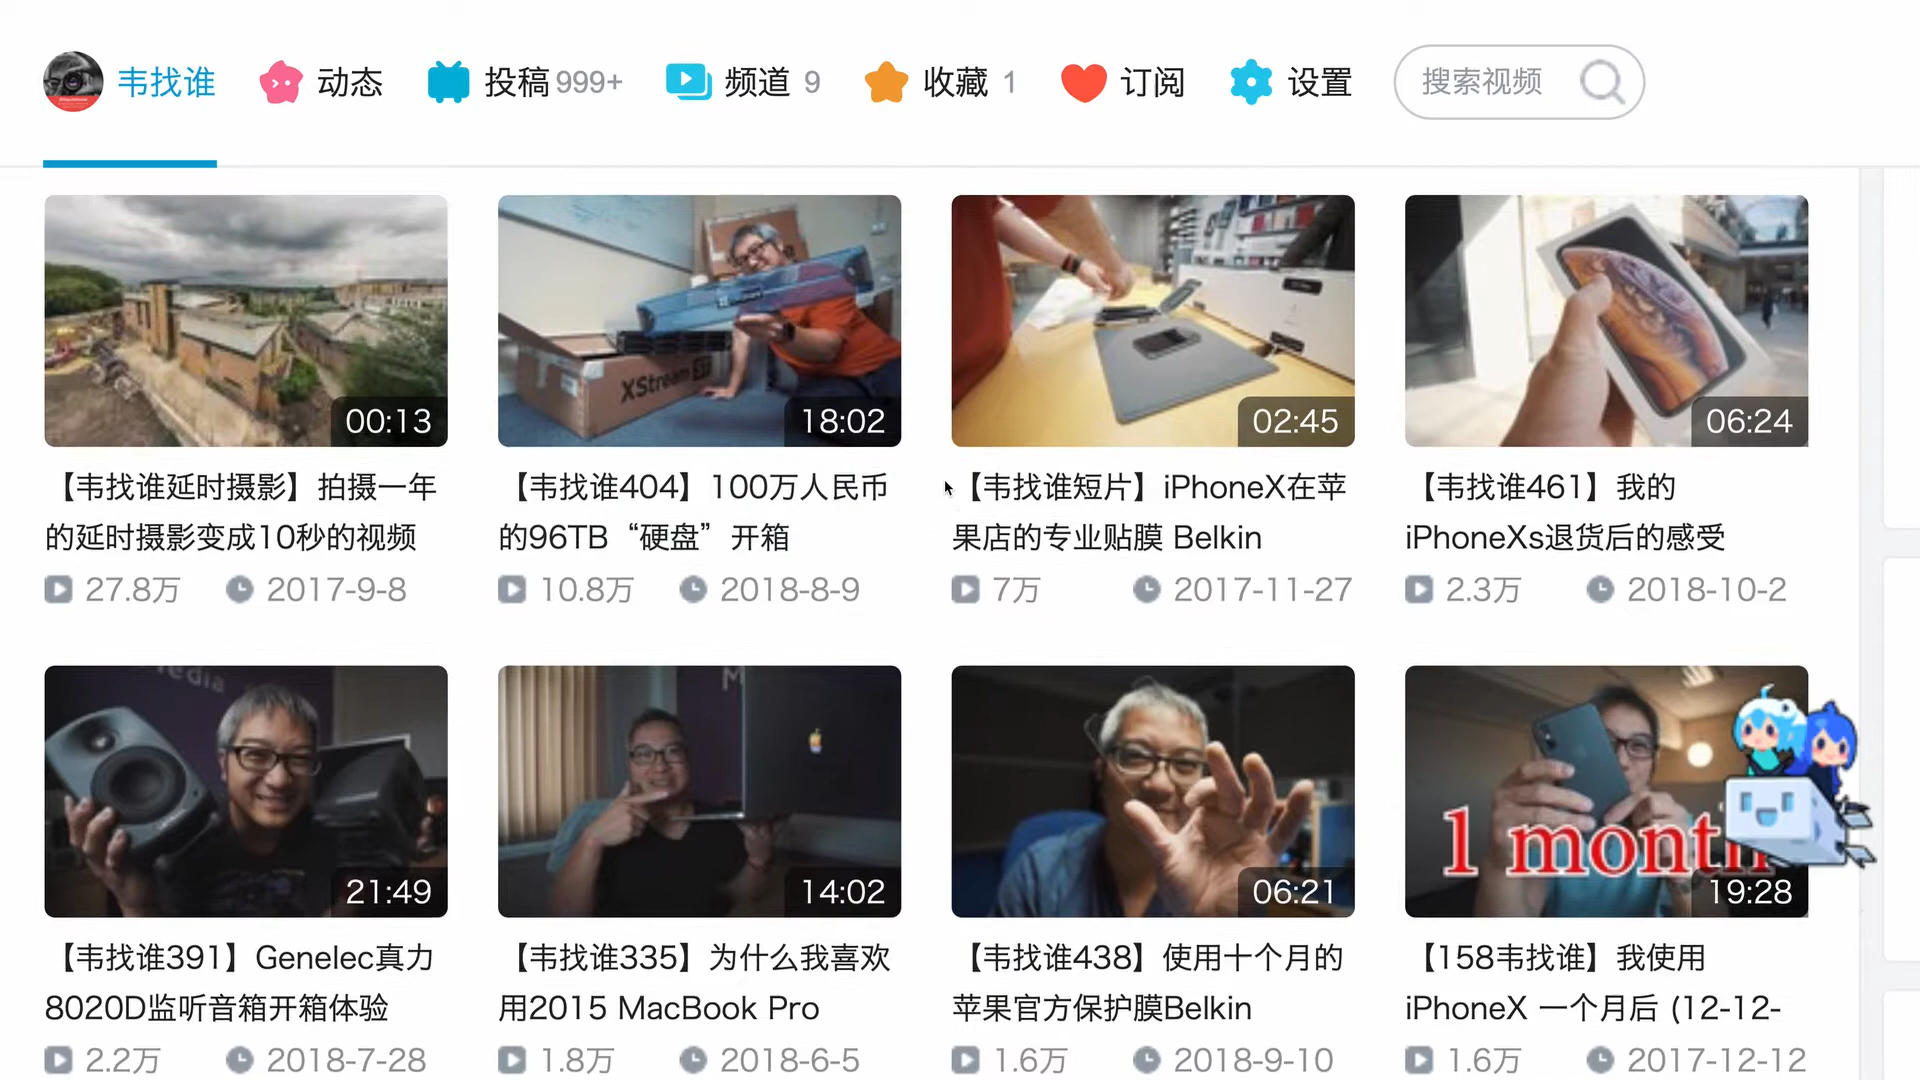 韦找谁 动态 投稿 999+ 频道 9 收藏 1 订阅 设置 搜索视频
00:13
XStream
18:02
02:45
06:24
【韦找谁延时摄影】拍摄一年
的延时摄影变成10秒的视频
27.8万 2017-9-8
【韦找谁404】100万人民币
的96TB“硬盘”开箱
10.8万 2018-8-9
【韦找谁短片】iPhoneX在苹
果店的专业贴膜 Belkin
7万 2017-11-27
【韦找谁461】我的
iPhoneXs退货后的感受
2.3万 2018-10-2
21:49
14:02
06:21
1 month
19:28
【韦找谁391】Genelec真力
8020D监听音箱开箱体验
2.2万 2018-7-28
【韦找谁335】为什么我喜欢
用2015 MacBook Pro
1.8万 2018-6-5
【韦找谁438】使用十个月的
苹果官方保护膜Belkin
1.6万 2018-9-10
【158韦找谁】我使用
iPhoneX 一个月后 (12-12-
1.6万 2017-12-12